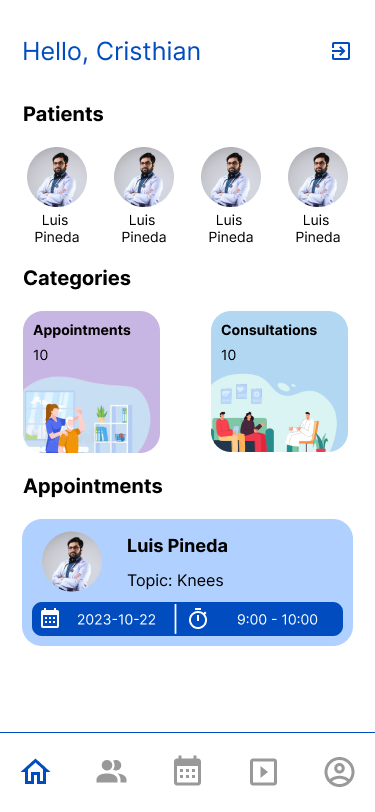 Hello, Cristhian
Patients
Luis Pineda
Luis Pineda
Luis Pineda
Luis Pineda
Categories
Appointments
10
Consultations
10
Appointments
Luis Pineda
Topic: Knees
2023-10-22
9:00 - 10:00